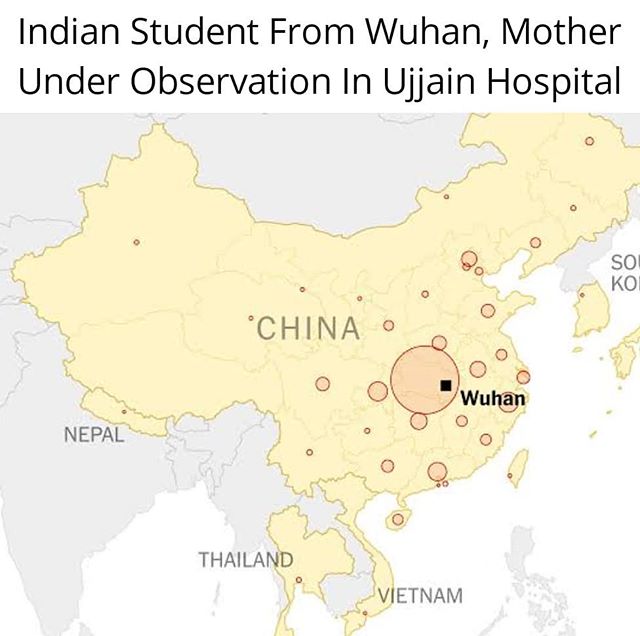 Indian Student From Wuhan, Mother
Under Observation In Ujjain Hospital
SOU
KO
CHINA
Wuhan
NEPAL
THAILAND
VIETNAM